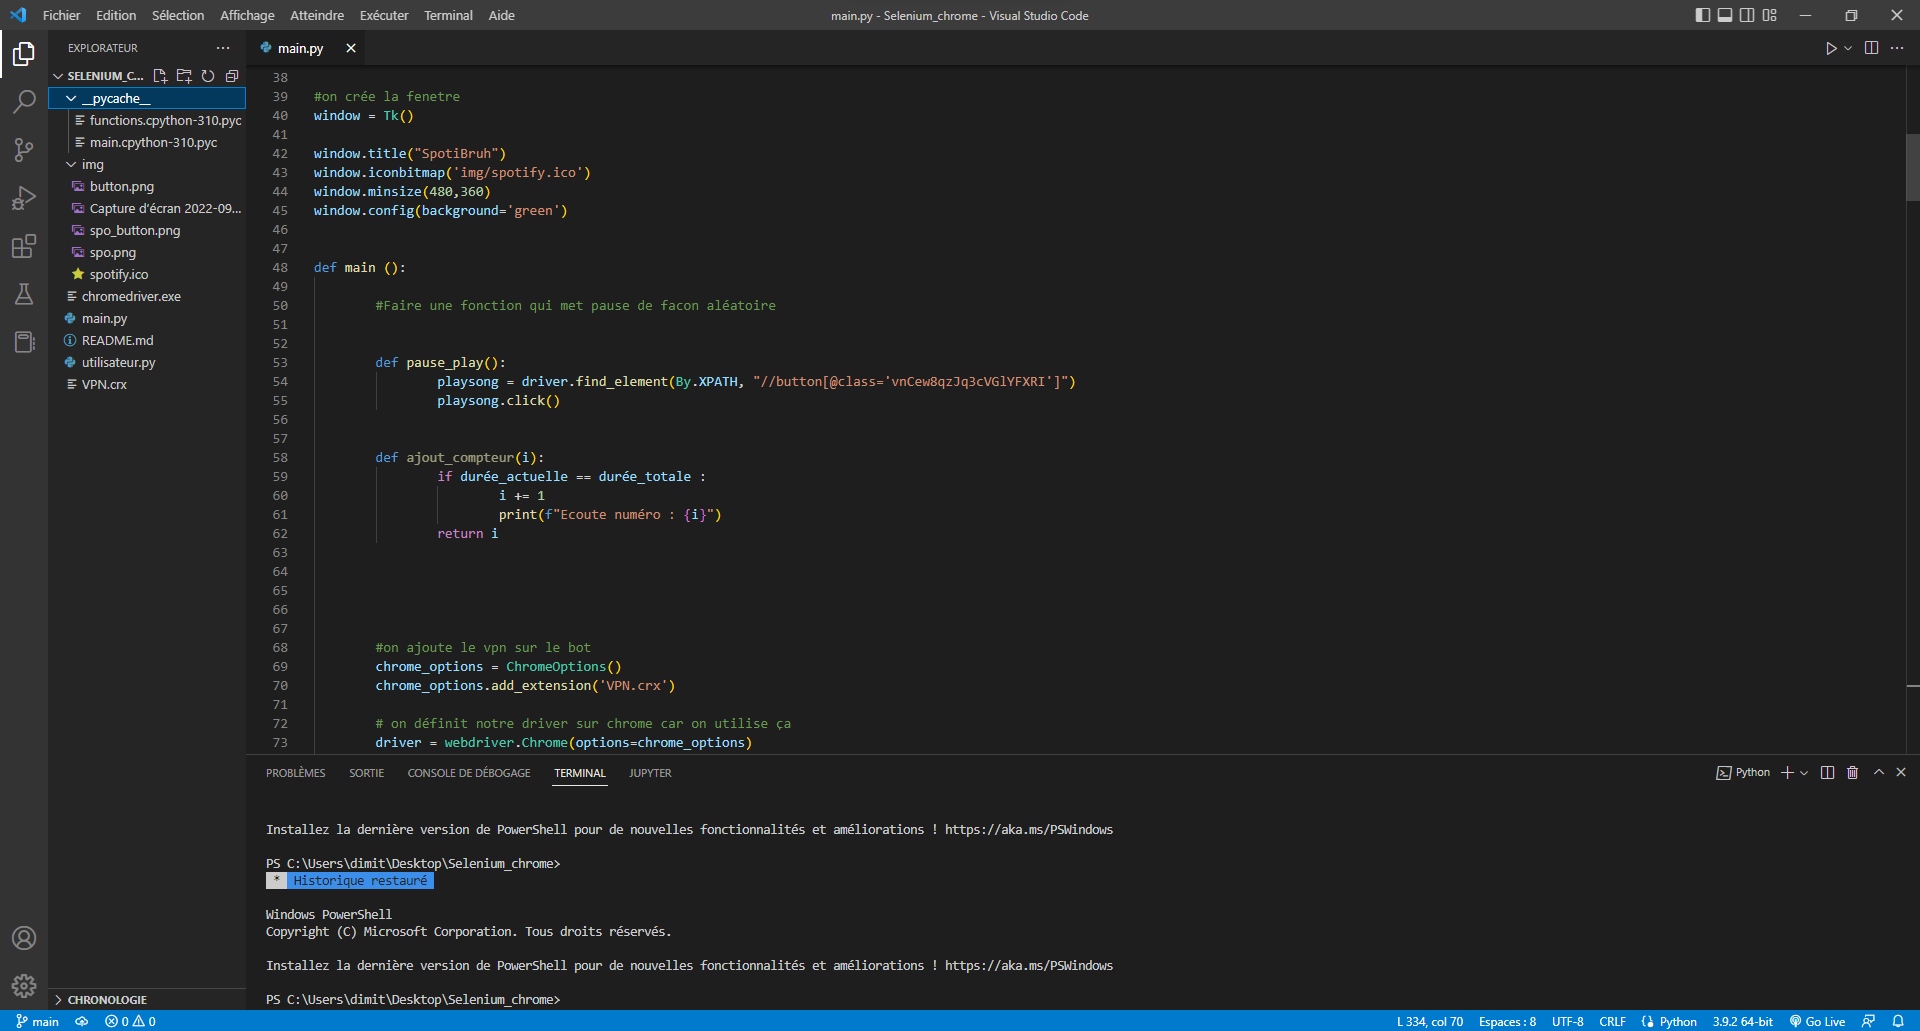 Fichier Edition Sélection Affichage Atteindre Exécuter Terminal Aide
main.py - Selenium_chrome - Visual Studio Code
EXPLORATEUR
SELENIUM_C...
__pycache__
functions.cpython-310.pyc
main.cpython-310.pyc
img
button.png
Capture d'écran 2022-09...
spo_button.png
spo.png
spotify.ico
chromedriver.exe
main.py
README.md
utilisateur.py
VPN.crx
CHRONOLOGIE
main.py
38
39 #on crée la fenetre
40 window = Tk()
41
42 window.title("SpotiBruh")
43 window.iconbitmap('img/spotify.ico')
44 window.minsize(480,360)
45 window.config(background='green')
46
47
48 def main ():
49
50 #Faire une fonction qui met pause de facon aléatoire
51
52
53 def pause_play():
54 playsong = driver.find_element(By.XPATH, "//button[@class='vnCew8qzJq3cVGlYFXRI']")
55 playsong.click()
56
57
58 def ajout_compteur(i):
59 if durée_actuelle == durée_totale :
60 i += 1
61 print(f"Ecoute numéro : {i}")
62 return i
63
64
65
66
67
68 #on ajoute le vpn sur le bot
69 chrome_options = ChromeOptions()
70 chrome_options.add_extension('VPN.crx')
71
72 # on définit notre driver sur chrome car on utilise ça
73 driver = webdriver.Chrome(options=chrome_options)
PROBLÈMES SORTIE CONSOLE DE DÉBOGAGE TERMINAL JUPYTER
Python
Installez la dernière version de PowerShell pour de nouvelles fonctionnalités et améliorations ! https://aka.ms/PSWindows
PS C:\Users\dimit\Desktop\Selenium_chrome>
* Historique restauré
Windows PowerShell
Copyright (C) Microsoft Corporation. Tous droits réservés.
Installez la dernière version de PowerShell pour de nouvelles fonctionnalités et améliorations ! https://aka.ms/PSWindows
PS C:\Users\dimit\Desktop\Selenium_chrome>
main 0 0
L 334, col 70 Espaces : 8 UTF-8 CRLF Python 3.9.2 64-bit Go Live